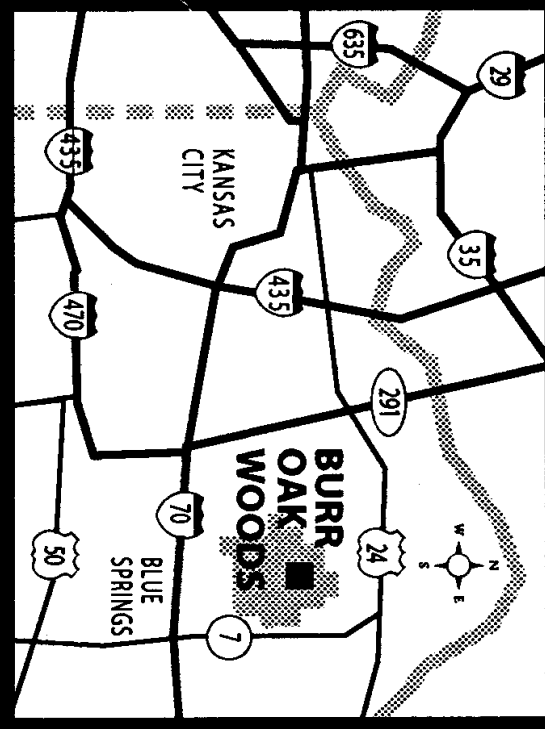 635
29
435
KANSAS
CITY
35
470
435
291
BURR
OAK
WOODS
70
24
50
BLUE
SPRINGS
7
N
W
E
S